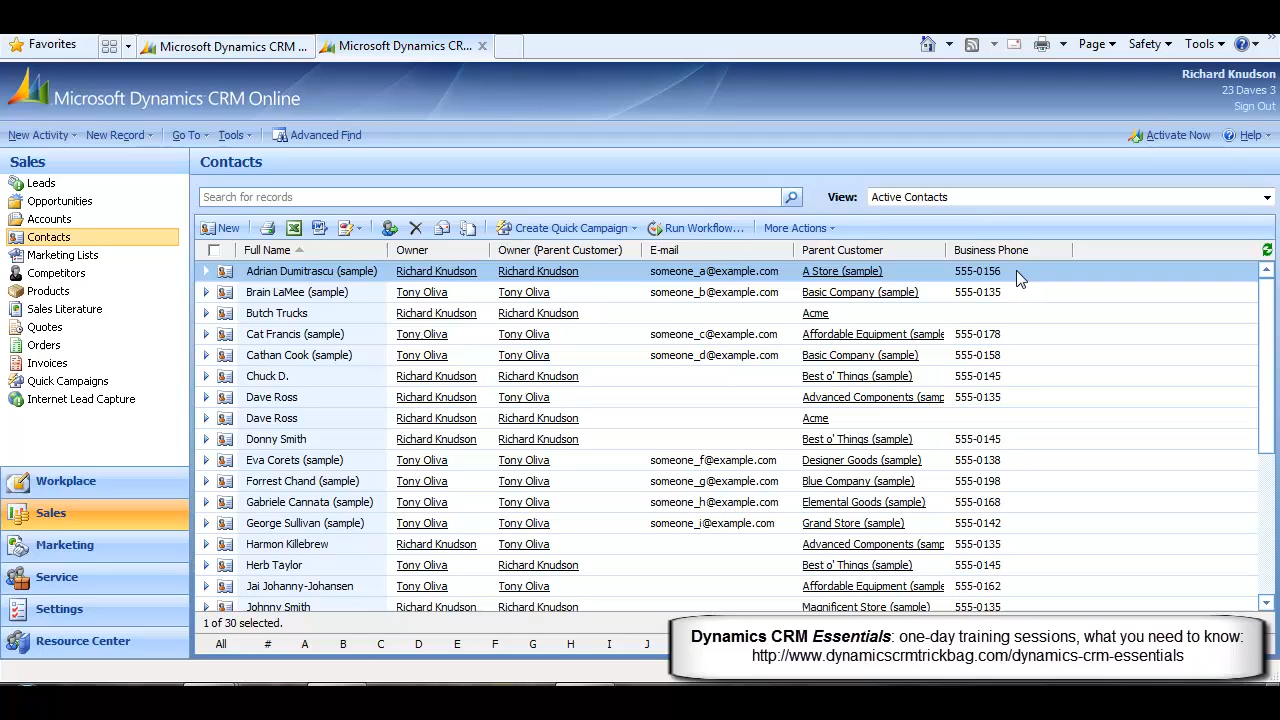 Favorites
Microsoft Dynamics CRM ...
Microsoft Dynamics CR...
Page
Safety
Tools
Richard Knudson
23 Daves 3
Sign Out
Microsoft Dynamics CRM Online
New Activity
New Record
Go To
Tools
Advanced Find
Activate Now
Help
Sales
Contacts
Leads
Opportunities
Accounts
Contacts
Marketing Lists
Competitors
Products
Sales Literature
Quotes
Orders
Invoices
Quick Campaigns
Internet Lead Capture
Workplace
Sales
Marketing
Service
Settings
Resource Center
Search for records
View: Active Contacts
New
Create Quick Campaign
Run Workflow...
More Actions
Full Name Owner Owner (Parent Customer) E-mail Parent Customer Business Phone
Adrian Dumitrascu (sample) Richard Knudson Richard Knudson someone_a@example.com A Store (sample) 555-0156
Brain LaMee (sample) Tony Oliva Tony Oliva someone_b@example.com Basic Company (sample) 555-0135
Butch Trucks Richard Knudson Richard Knudson Acme
Cat Francis (sample) Tony Oliva Tony Oliva someone_c@example.com Affordable Equipment (sample 555-0178
Cathan Cook (sample) Tony Oliva Tony Oliva someone_d@example.com Basic Company (sample) 555-0158
Chuck D. Richard Knudson Richard Knudson Best o' Things (sample) 555-0145
Dave Ross Richard Knudson Tony Oliva Advanced Components (samp 555-0135
Dave Ross Richard Knudson Richard Knudson Acme
Donny Smith Richard Knudson Richard Knudson Best o' Things (sample) 555-0145
Eva Corets (sample) Tony Oliva Tony Oliva someone_f@example.com Designer Goods (sample) 555-0138
Forrest Chand (sample) Tony Oliva Tony Oliva someone_g@example.com Blue Company (sample) 555-0198
Gabriele Cannata (sample) Tony Oliva Tony Oliva someone_h@example.com Elemental Goods (sample) 555-0168
George Sullivan (sample) Tony Oliva Tony Oliva someone_i@example.com Grand Store (sample) 555-0142
Harmon Killebrew Richard Knudson Tony Oliva Advanced Components (samp 555-0135
Herb Taylor Richard Knudson Richard Knudson Best o' Things (sample) 555-0145
Jai Johanny-Johansen Tony Oliva Tony Oliva Affordable Equipment (sample 555-0162
Johnny Smith Richard Knudson Richard Knudson Magnificent Store (sample) 555-0135
1 of 30 selected.
All # A B C D E F G H I J
Dynamics CRM Essentials: one-day training sessions, what you need to know:
http://www.dynamicscrmtrickbag.com/dynamics-crm-essentials